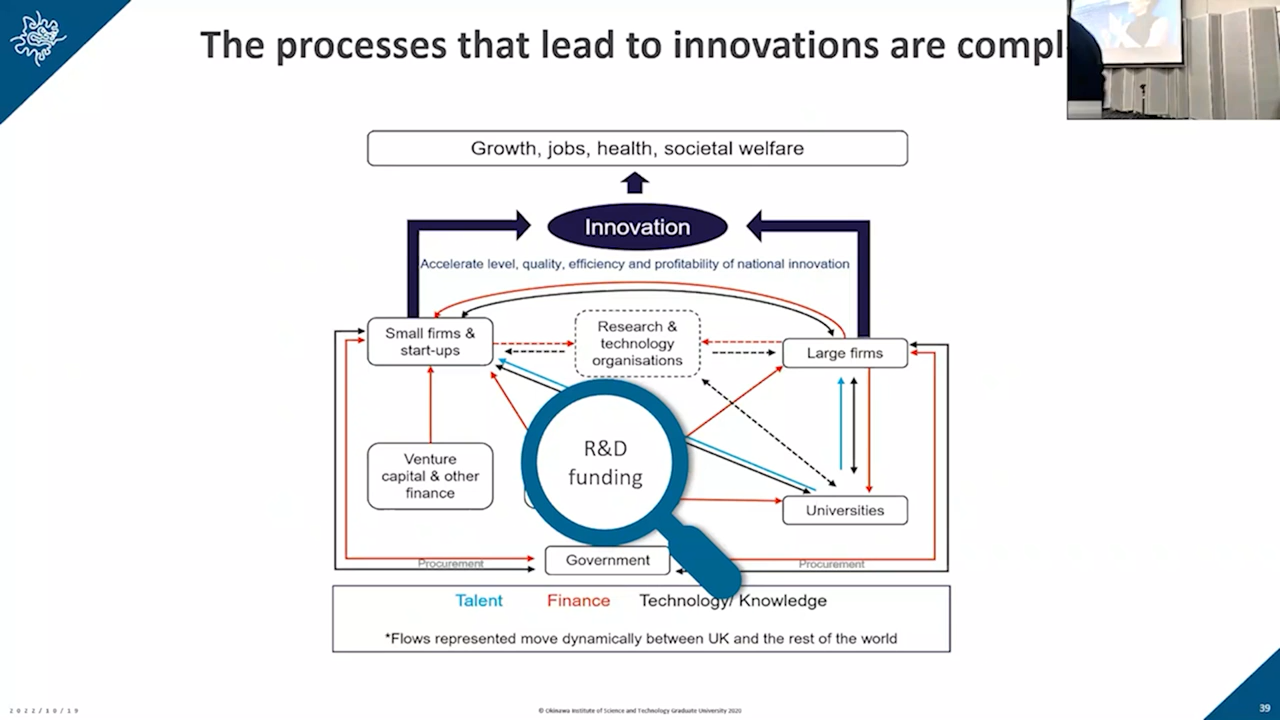 The processes that lead to innovations are compl
Growth, jobs, health, societal welfare
Innovation
Accelerate level, quality, efficiency and profitability of national innovation
Small firms &
start-ups
Research &
technology
organisations
Large firms
R&D
funding
Venture
capital & other
finance
Universities
Government
Procurement
Procurement
Talent Finance Technology/ Knowledge
*Flows represented move dynamically between UK and the rest of the world
2022/10/19
© Okinawa Institute of Science and Technology Graduate University 2020
39